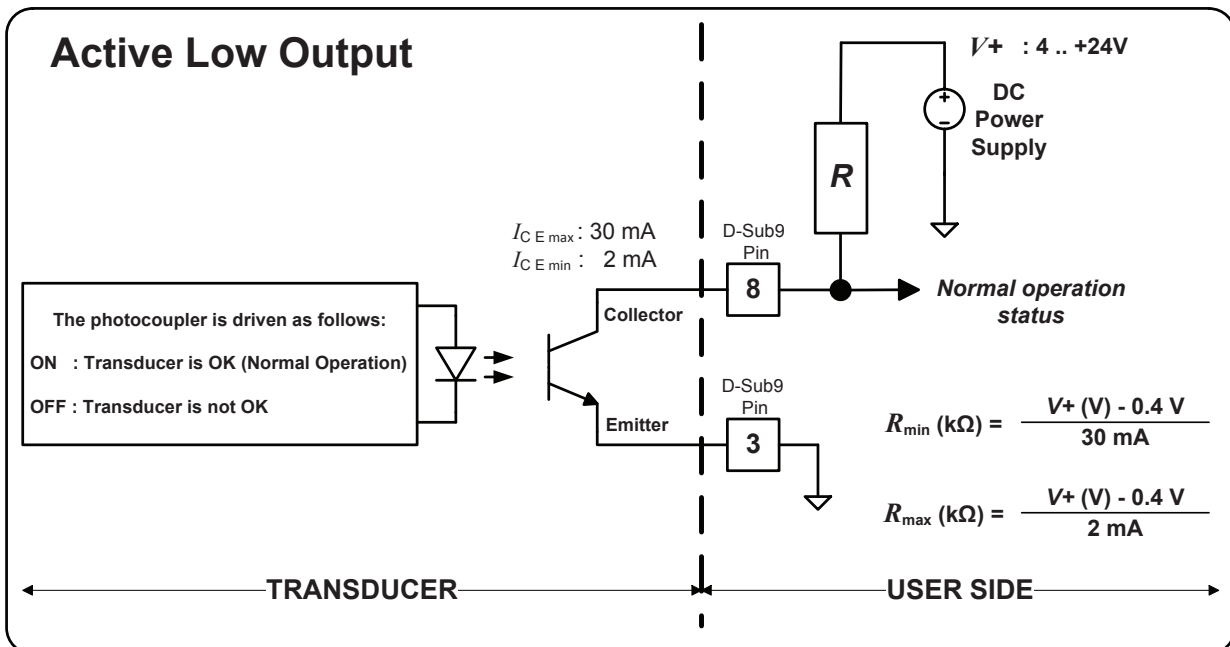 Active Low Output
V+ : 4 .. +24V
DC
Power
Supply
+
–
R
I C E max : 30 mA
I C E min : 2 mA
D-Sub9
Pin
8
Collector
Normal operation
status
The photocoupler is driven as follows:
ON : Transducer is OK (Normal Operation)
OFF : Transducer is not OK
D-Sub9
Pin
3
Emitter
Rmin (kΩ) = V+ (V) - 0.4 V
30 mA
Rmax (kΩ) = V+ (V) - 0.4 V
2 mA
TRANSDUCER
USER SIDE